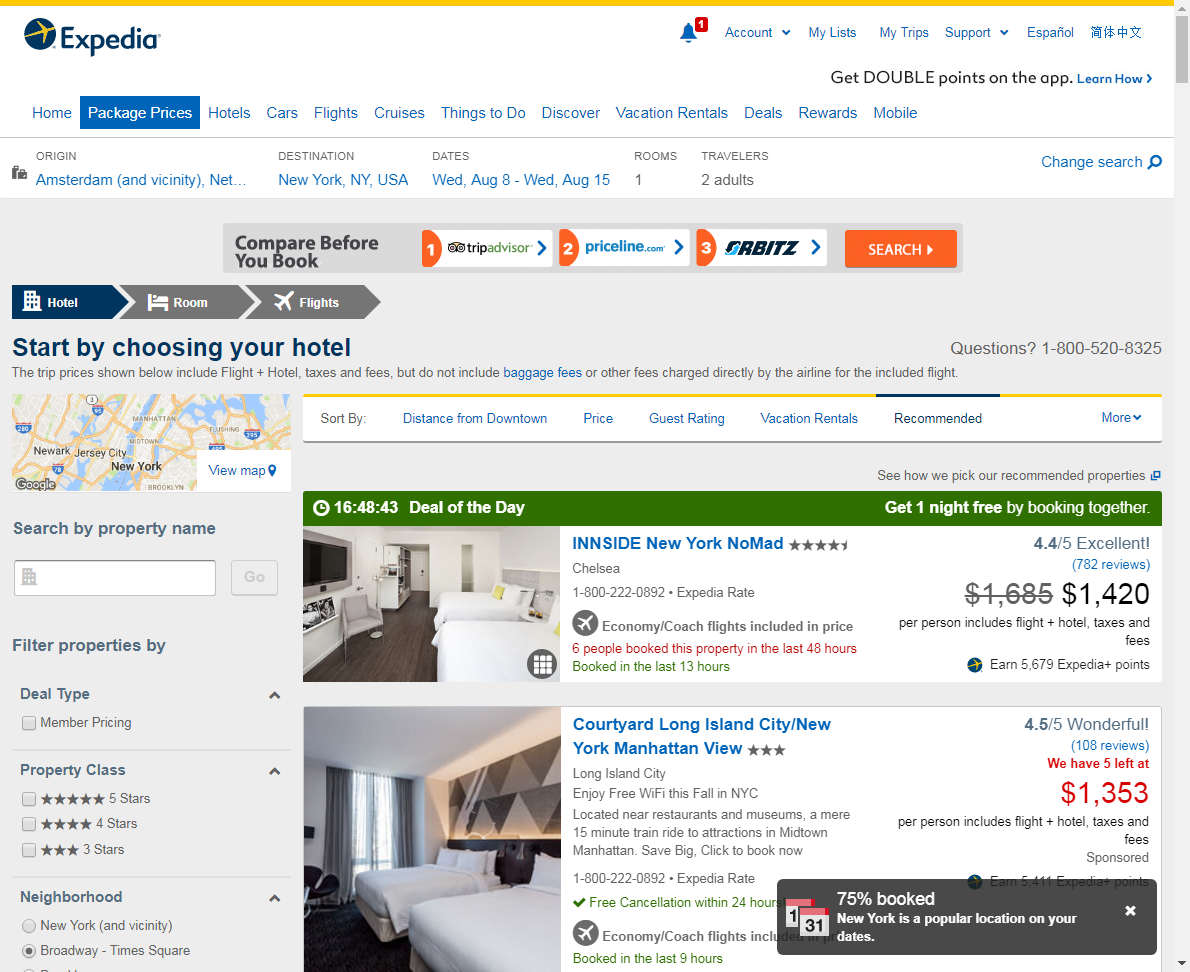 Expedia
1
Account
My Lists
My Trips
Support
Español
简体中文
Get DOUBLE points on the app. Learn How
Home Package Prices Hotels Cars Flights Cruises Things to Do Discover Vacation Rentals Deals Rewards Mobile
ORIGIN DESTINATION DATES ROOMS TRAVELERS
Amsterdam (and vicinity), Net... New York, NY, USA Wed, Aug 8 - Wed, Aug 15 1 2 adults
Change search
Compare Before
You Book
1 tripadvisor
2 priceline.com
3 ORBITZ
SEARCH
Hotel Room Flights
Start by choosing your hotel
Questions? 1-800-520-8325
The trip prices shown below include Flight + Hotel, taxes and fees, but do not include baggage fees or other fees charged directly by the airline for the included flight.
3
95
MANHATTAN
280
FLUSHING
295
MIDTOWN
495
Newark Jersey City
78
New York
Google
BROOKLYN
View map
Search by property name
Go
Filter properties by
Deal Type
Member Pricing
Property Class
5 Stars
4 Stars
3 Stars
Neighborhood
New York (and vicinity)
Broadway - Times Square
Sort By: Distance from Downtown Price Guest Rating Vacation Rentals Recommended More
See how we pick our recommended properties
16:48:43 Deal of the Day
Get 1 night free by booking together.
INNSIDE New York NoMad
Chelsea
1-800-222-0892 • Expedia Rate
Economy/Coach flights included in price
6 people booked this property in the last 48 hours
Booked in the last 13 hours
4.4/5 Excellent!
(782 reviews)
$1,685 $1,420
per person includes flight + hotel, taxes and
fees
Earn 5,679 Expedia+ points
Courtyard Long Island City/New
York Manhattan View
Long Island City
Enjoy Free WiFi this Fall in NYC
Located near restaurants and museums, a mere
15 minute train ride to attractions in Midtown
Manhattan. Save Big, Click to book now
1-800-222-0892 • Expedia Rate
Free Cancellation within 24 hours
Economy/Coach flights included in pr
Booked in the last 9 hours
4.5/5 Wonderful!
(108 reviews)
We have 5 left at
$1,353
per person includes flight + hotel, taxes and
fees
Sponsored
Earn 5,411 Expedia+ points
1
31
75% booked
New York is a popular location on your
dates.